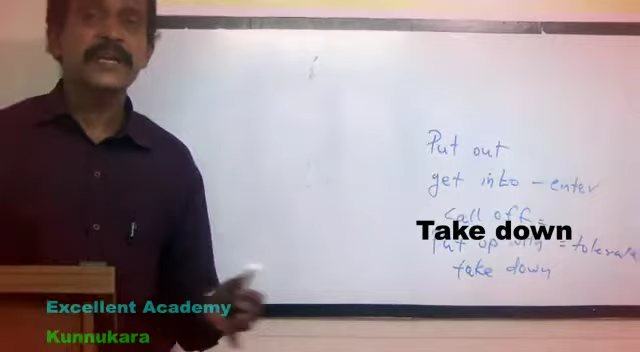 Put out
get into - enter
Call off =
Put up with = tolerate
take down
Take down
Excellent Academy
Kunnukara